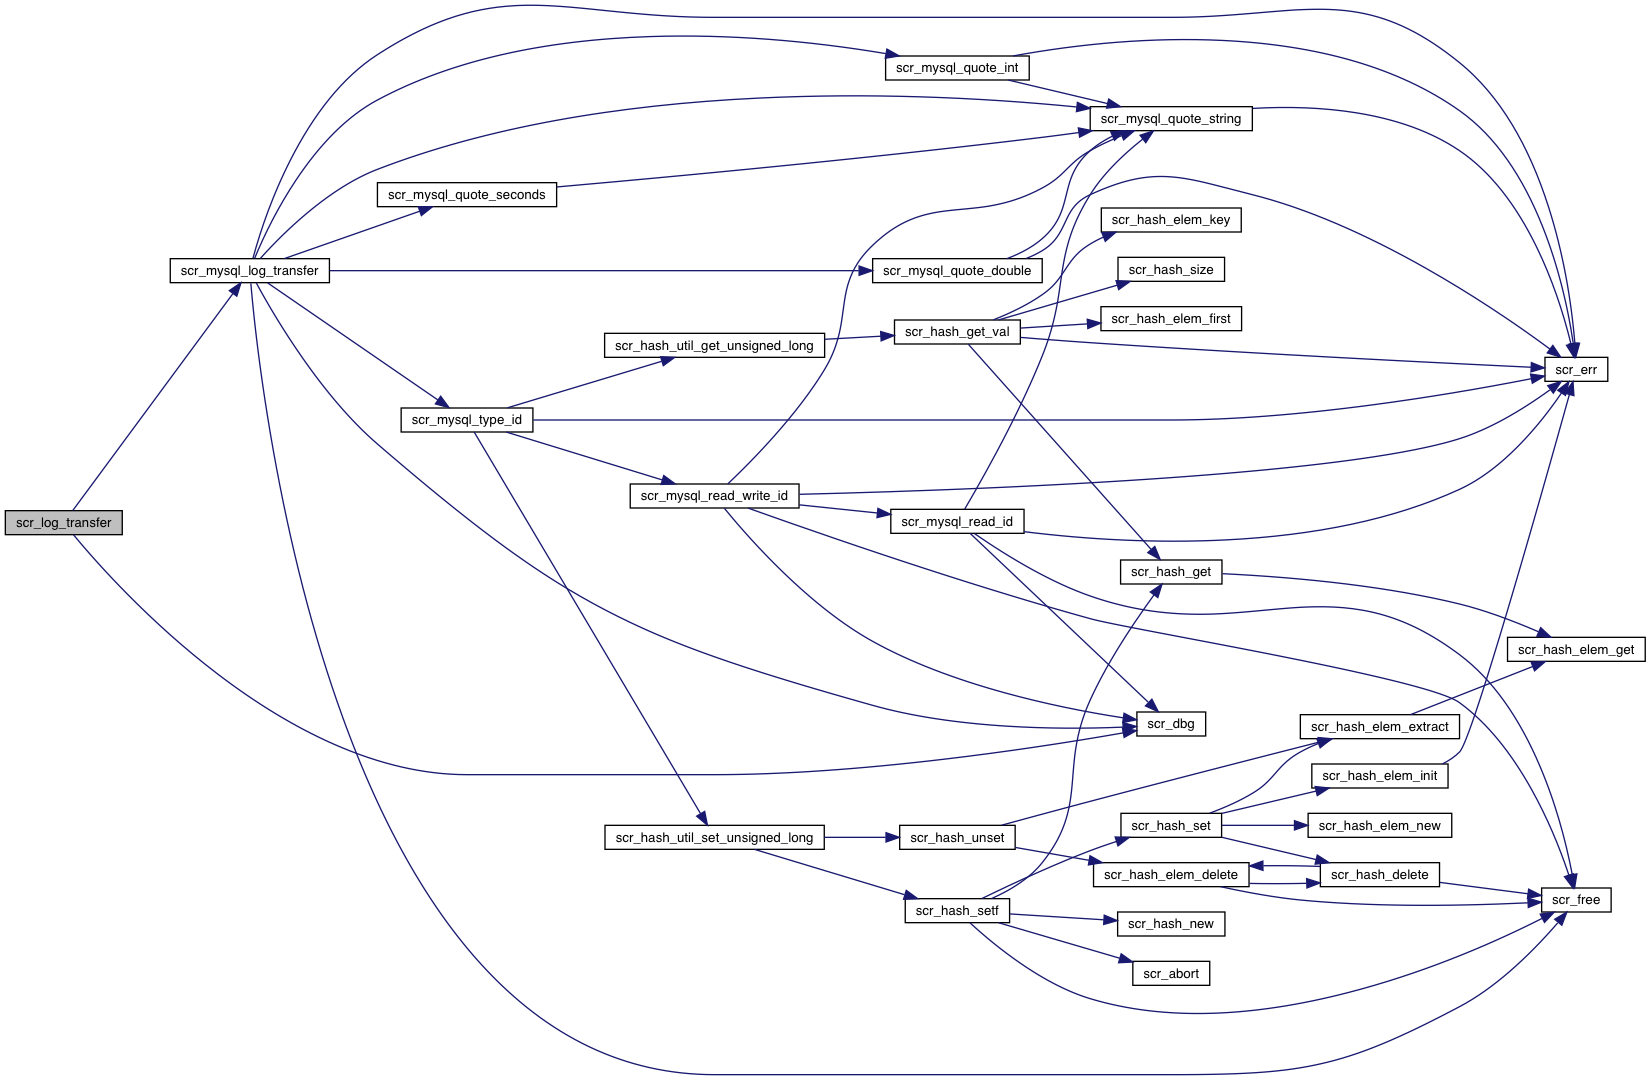 scr_mysql_quote_int
scr_mysql_quote_string
scr_mysql_quote_seconds
scr_hash_elem_key
scr_mysql_log_transfer
scr_mysql_quote_double
scr_hash_size
scr_hash_elem_first
scr_hash_get_val
scr_hash_util_get_unsigned_long
scr_err
scr_mysql_type_id
scr_mysql_read_write_id
scr_mysql_read_id
scr_log_transfer
scr_hash_get
scr_hash_elem_get
scr_dbg
scr_hash_elem_extract
scr_hash_elem_init
scr_hash_set
scr_hash_elem_new
scr_hash_util_set_unsigned_long
scr_hash_unset
scr_hash_elem_delete
scr_hash_delete
scr_free
scr_hash_setf
scr_hash_new
scr_abort